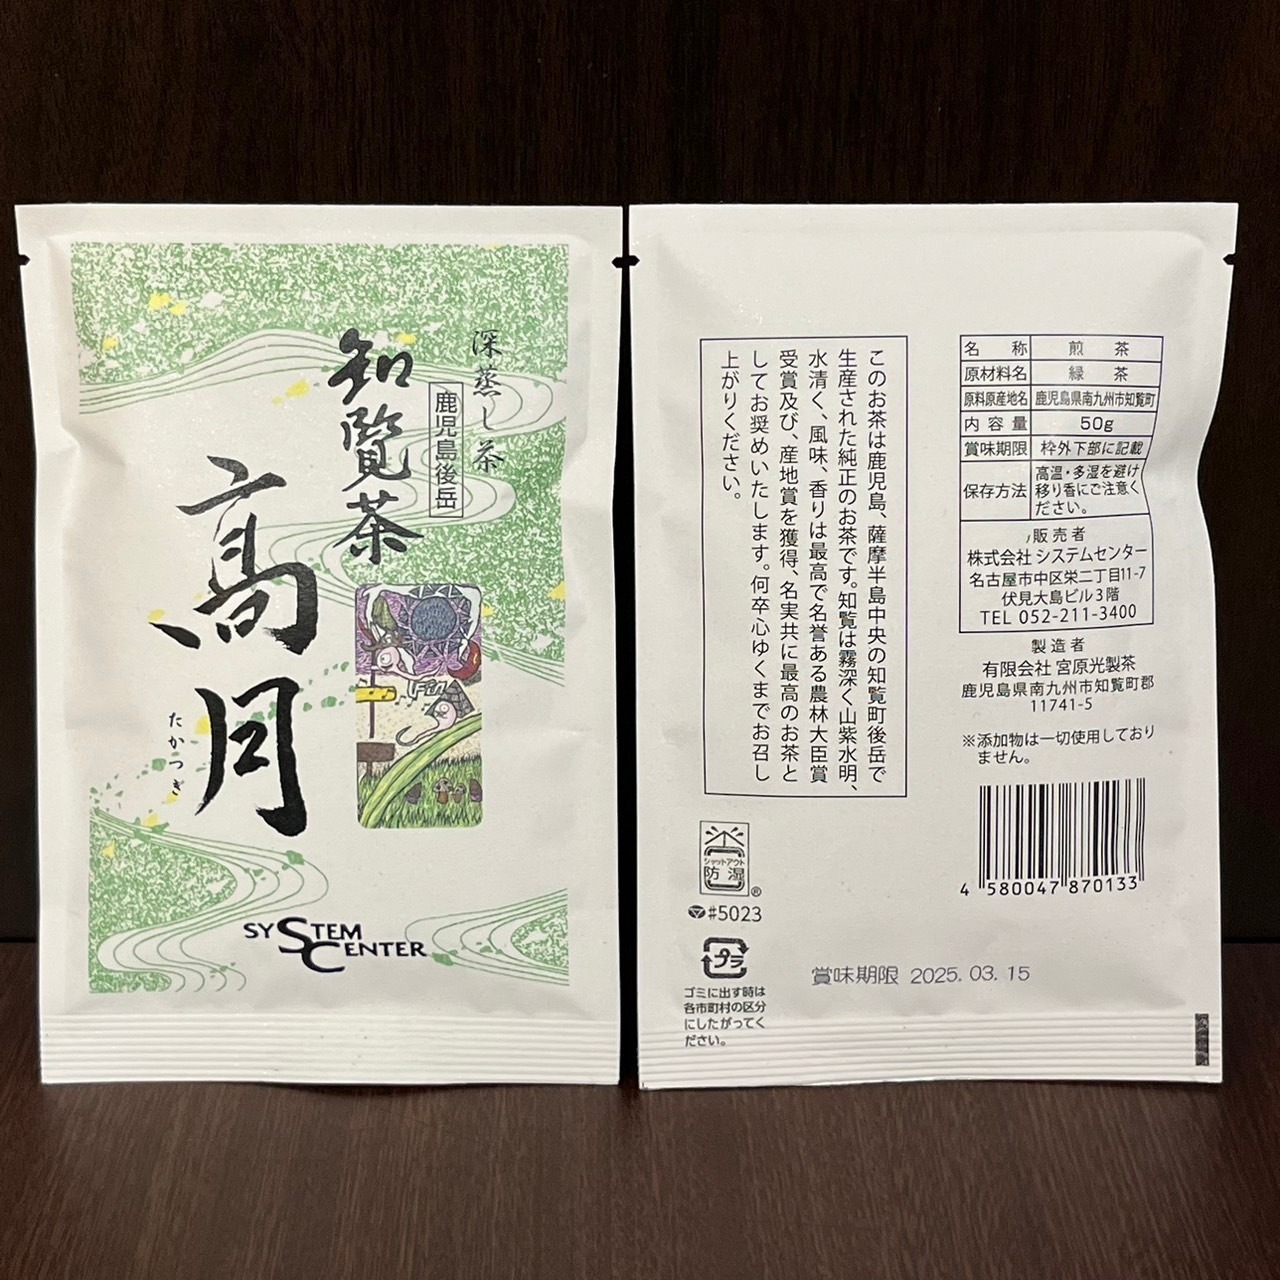 深蒸し茶
鹿児島後岳
知覧茶
高月
たかつき
SYSTEM
CENTER
このお茶は鹿児島、薩摩半島中央の知覧町後岳で
生産された純正のお茶です。知覧は霧深く山紫水明、
水清く、風味、香りは最高で名誉ある農林大臣賞
受賞及び、産地賞を獲得、名実共に最高のお茶と
してお奨めいたします。何卒心ゆくまでお召し
上がりください。
名称 煎茶
原材料名 緑茶
原料原産地名 鹿児島県南九州市知覧町
内容量 50g
賞味期限 枠外下部に記載
保存方法 高温・多湿を避け
移り香にご注意く
ださい。
販売者
株式会社 システムセンター
名古屋市中区栄二丁目11-7
伏見大島ビル3階
TEL 052-211-3400
製造者
有限会社 宮原光製茶
鹿児島県南九州市知覧町郡
11741-5
※添加物は一切使用しており
ません。
4 580047 870133
シャットアウト
防湿
®
#5023
プラ
ゴミに出す時は
各市町村の区分
にしたがってく
ださい。
賞味期限 2025.03.15